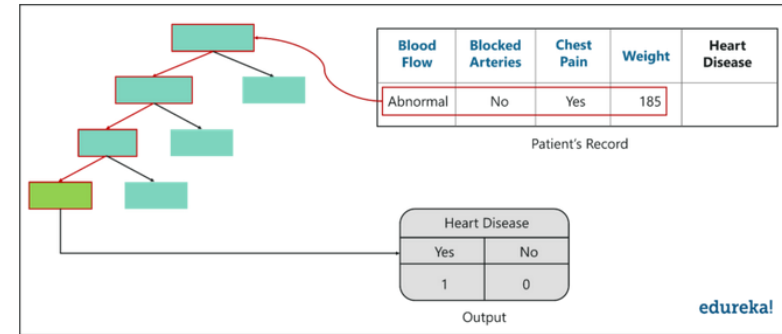 Blood Flow Blocked Arteries Chest Pain Weight Heart Disease
Abnormal No Yes 185
Patient's Record
Heart Disease
Yes No
1 0
Output
edureka!